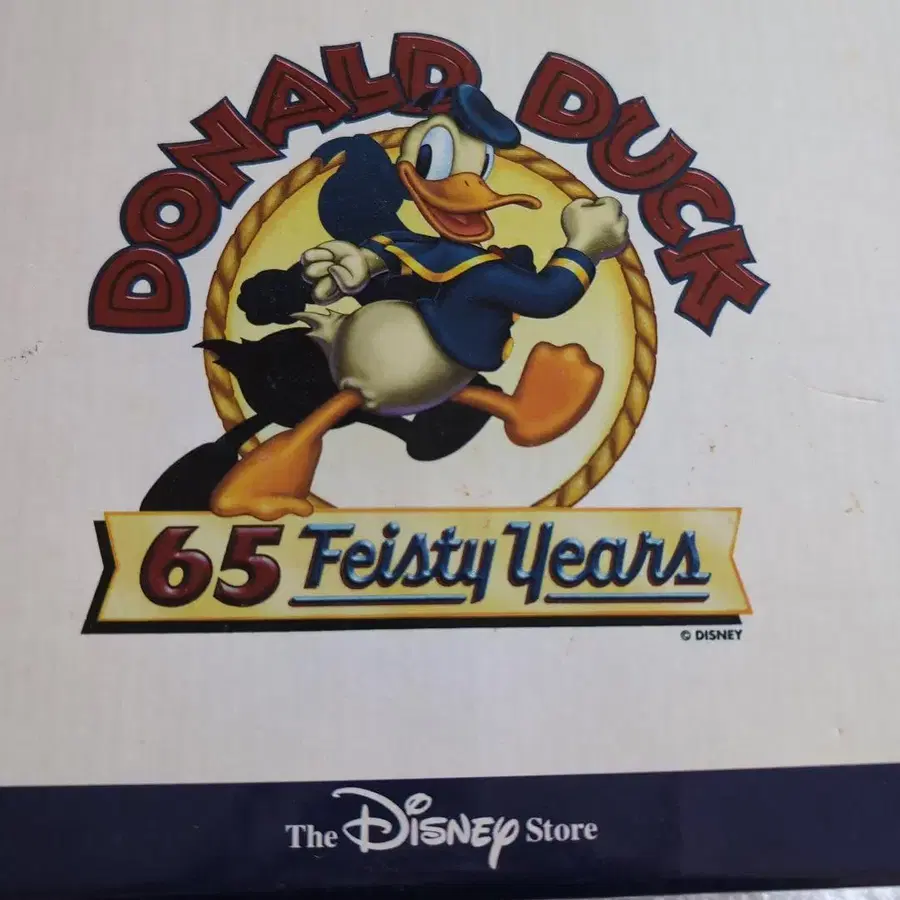 DONALD DUCK
65 Feisty Years
© DISNEY
The Disney Store